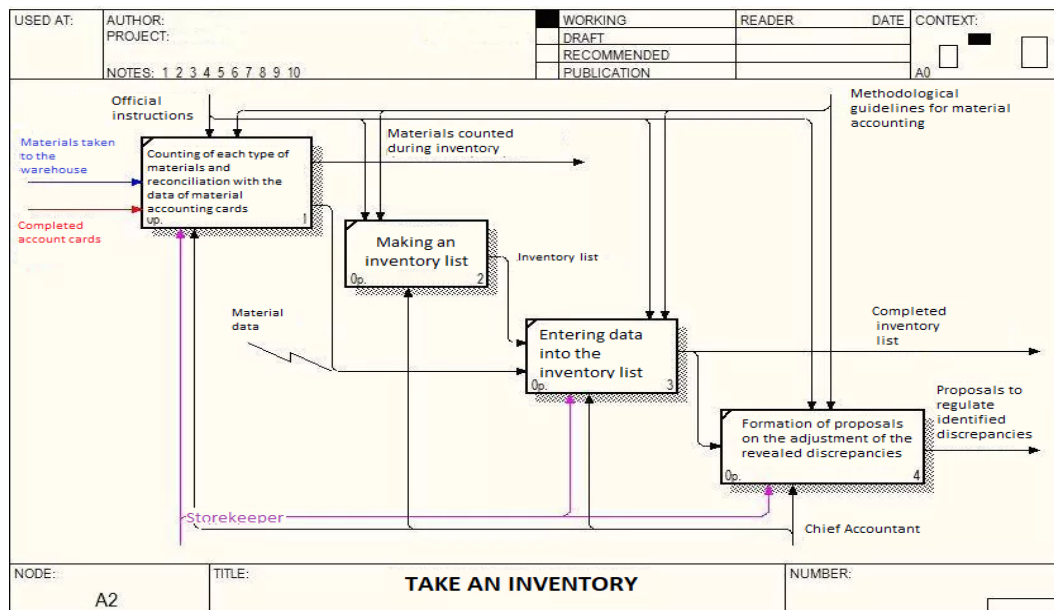 USED AT:
AUTHOR:
PROJECT:
NOTES: 1 2 3 4 5 6 7 8 9 10
WORKING
DRAFT
RECOMMENDED
PUBLICATION
READER
DATE
CONTEXT:
A0
Official
instructions
Methodological
guidelines for material
accounting
Materials taken
to the
warehouse
Completed
account cards
Counting of each type of
materials and
reconciliation with the
data of material
accounting cards
up.
1
Materials counted
during inventory
Making an
inventory list
0p.
2
Inventory list
Material
data
Entering data
into the
inventory list
0p.
3
Completed
inventory
list
Formation of proposals
on the adjustment of the
revealed discrepancies
0p.
4
Proposals to
regulate
identified
discrepancies
Storekeeper
Chief Accountant
NODE:
A2
TITLE:
TAKE AN INVENTORY
NUMBER: